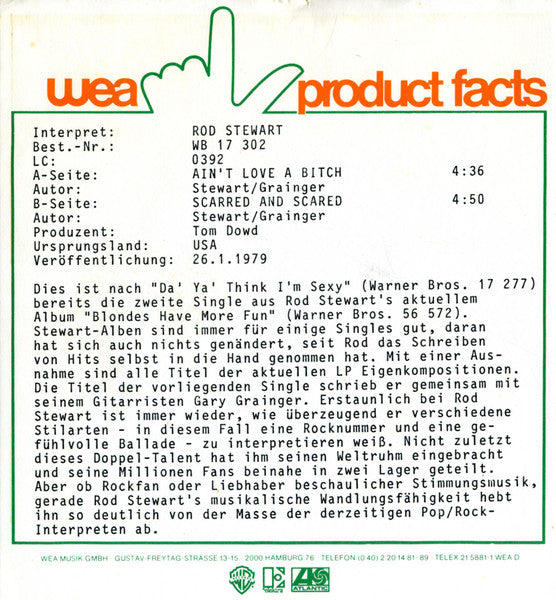 wea product facts
Interpret: ROD STEWART
Best.-Nr.: WB 17 302
LC: 0392
A-Seite: AIN'T LOVE A BITCH 4:36
Autor: Stewart/Grainger
B-Seite: SCARRED AND SCARED 4:50
Autor: Stewart/Grainger
Produzent: Tom Dowd
Ursprungsland: USA
Veröffentlichung: 26.1.1979
Dies ist nach "Da' Ya' Think I'm Sexy" (Warner Bros. 17 277)
bereits die zweite Single aus Rod Stewart's aktuellem
Album "Blondes Have More Fun" (Warner Bros. 56 572).
Stewart-Alben sind immer für einige Singles gut, daran
hat sich auch nichts genändert, seit Rod das Schreiben
von Hits selbst in die Hand genommen hat. Mit einer Aus-
nahme sind alle Titel der aktuellen LP Eigenkompositionen.
Die Titel der vorliegenden Single schrieb er gemeinsam mit
seinem Gitarristen Gary Grainger. Erstaunlich bei Rod
Stewart ist immer wieder, wie überzeugend er verschiedene
Stilarten - in diesem Fall eine Rocknummer und eine ge-
fühlvolle Ballade - zu interpretieren weiß. Nicht zuletzt
dieses Doppel-Talent hat ihm seinen Weltruhm eingebracht
und seine Millionen Fans beinahe in zwei Lager geteilt.
Aber ob Rockfan oder Liebhaber beschaulicher Stimmungsmusik,
gerade Rod Stewart's musikalische Wandlungsfähigkeit hebt
ihn so deutlich von der Masse der derzeitigen Pop/Rock-
Interpreten ab.
WEA MUSIK GMBH · GUSTAV-FREYTAG-STRASSE 13-15 · 2000 HAMBURG 76 · TELEFON (0 40) 2 20 14 81-89 · TELEX 21 5881-1 WEA D
ATLANTIC